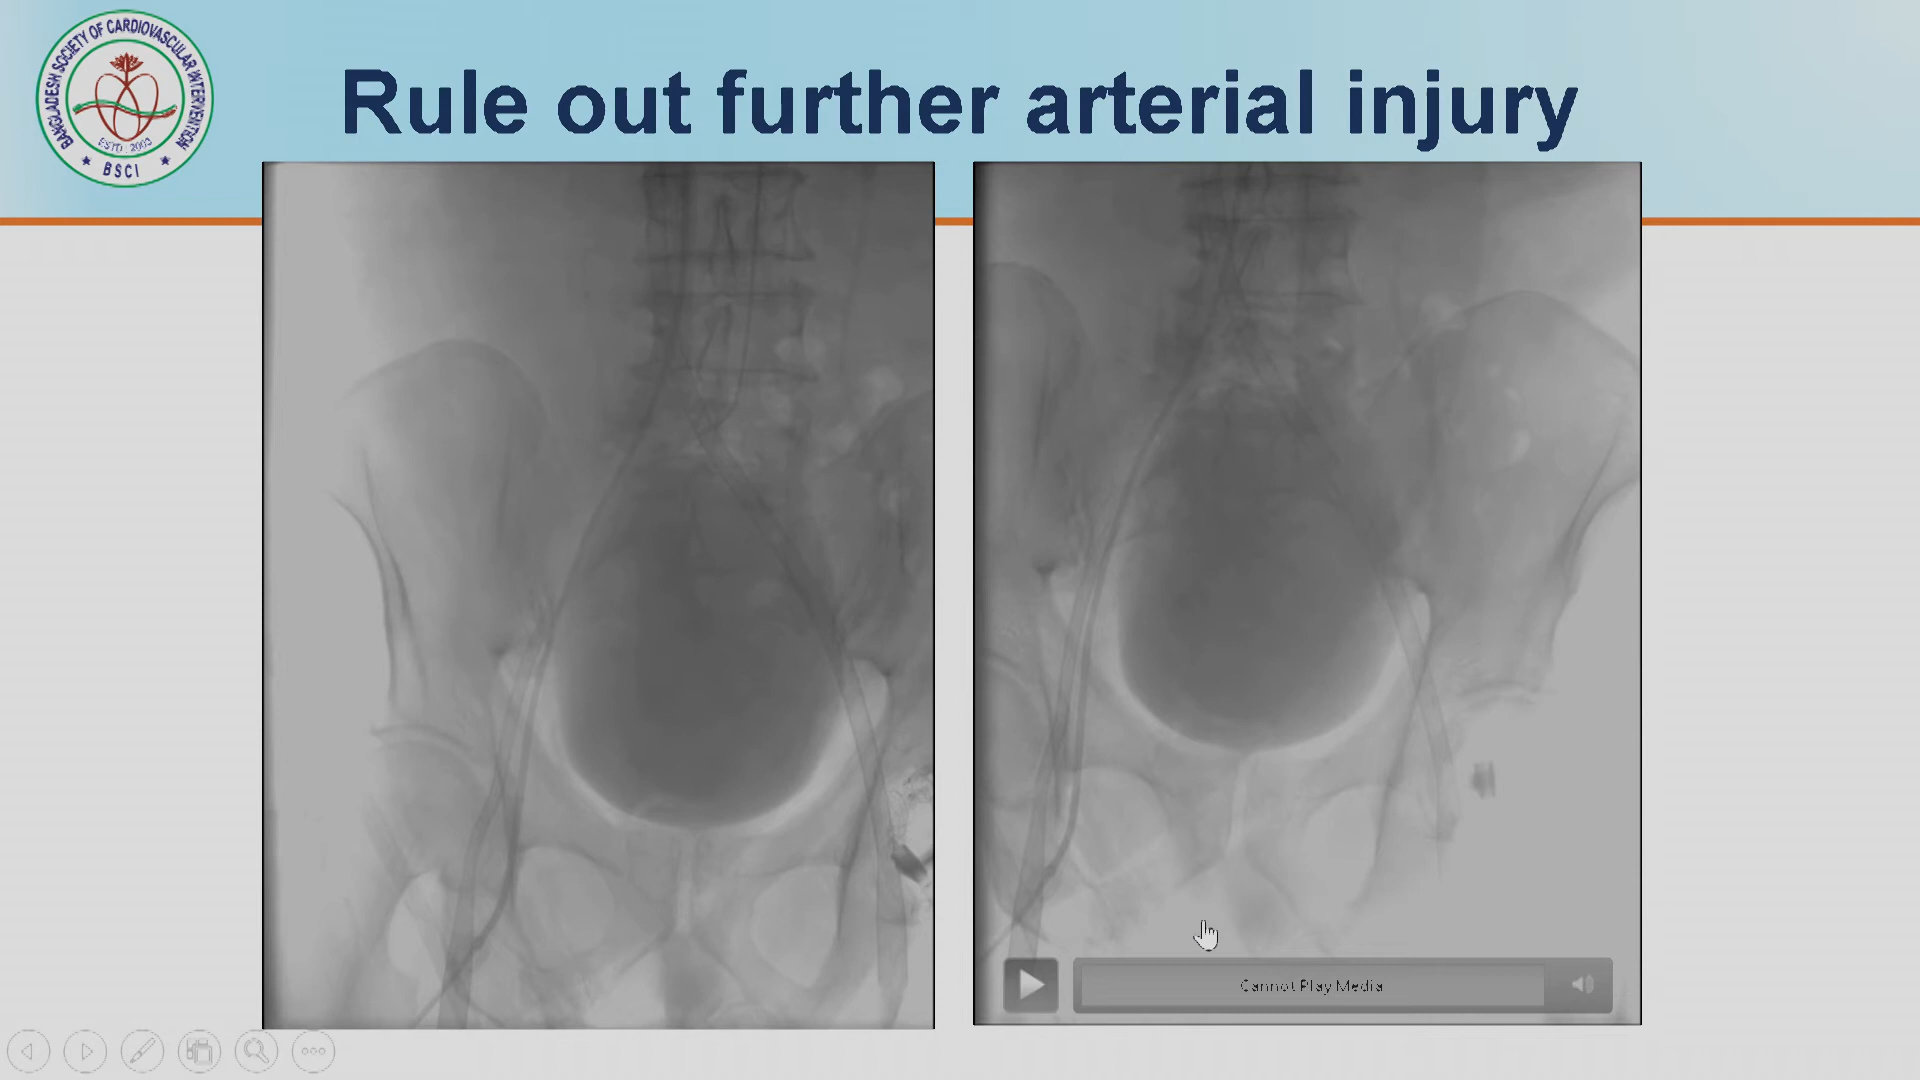 BANGLADESH SOCIETY OF CARDIOVASCULAR INTERVENTION
ESTD : 2003
BSCI
Rule out further arterial injury
Cannot Play Media